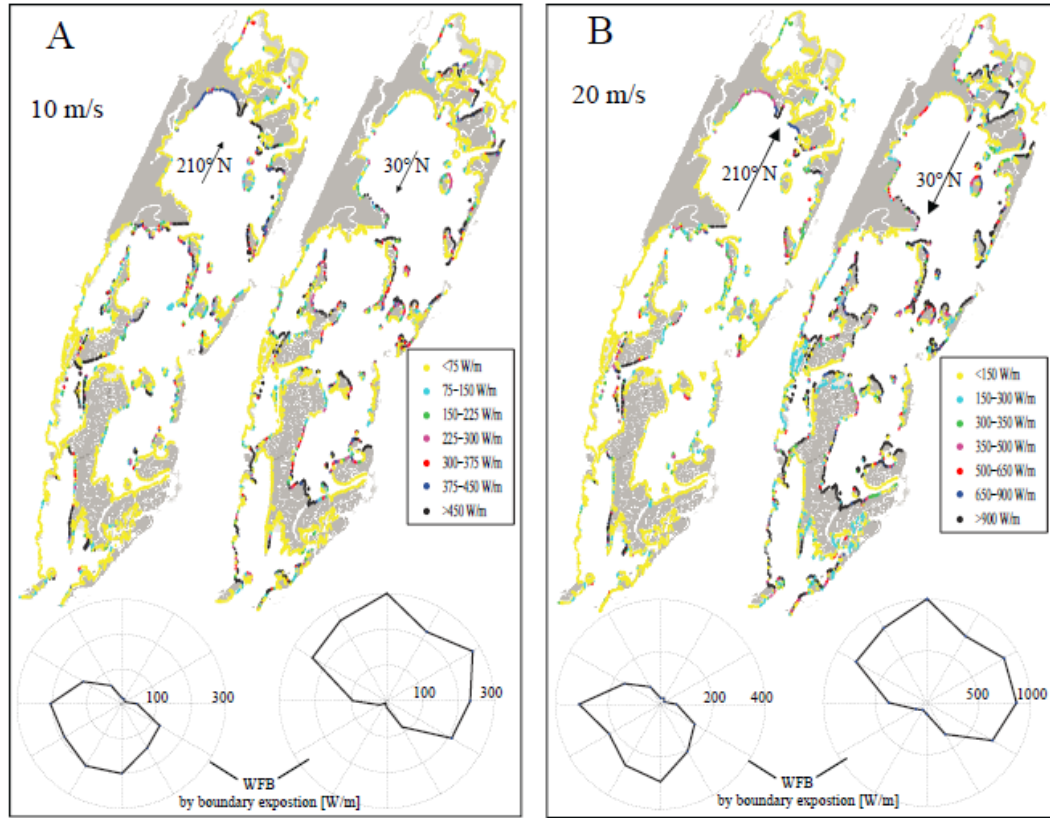 A
10 m/s
210° N
30° N
<75 W/m
75–150 W/m
150–225 W/m
225–300 W/m
300–375 W/m
375–450 W/m
>450 W/m
100
300
100
300
WFB
by boundary expostion [W/m]
B
20 m/s
210° N
30° N
<150 W/m
150–300 W/m
300–350 W/m
350–500 W/m
500–650 W/m
650–900 W/m
>900 W/m
200
400
500
1000
WFB
by boundary expostion [W/m]